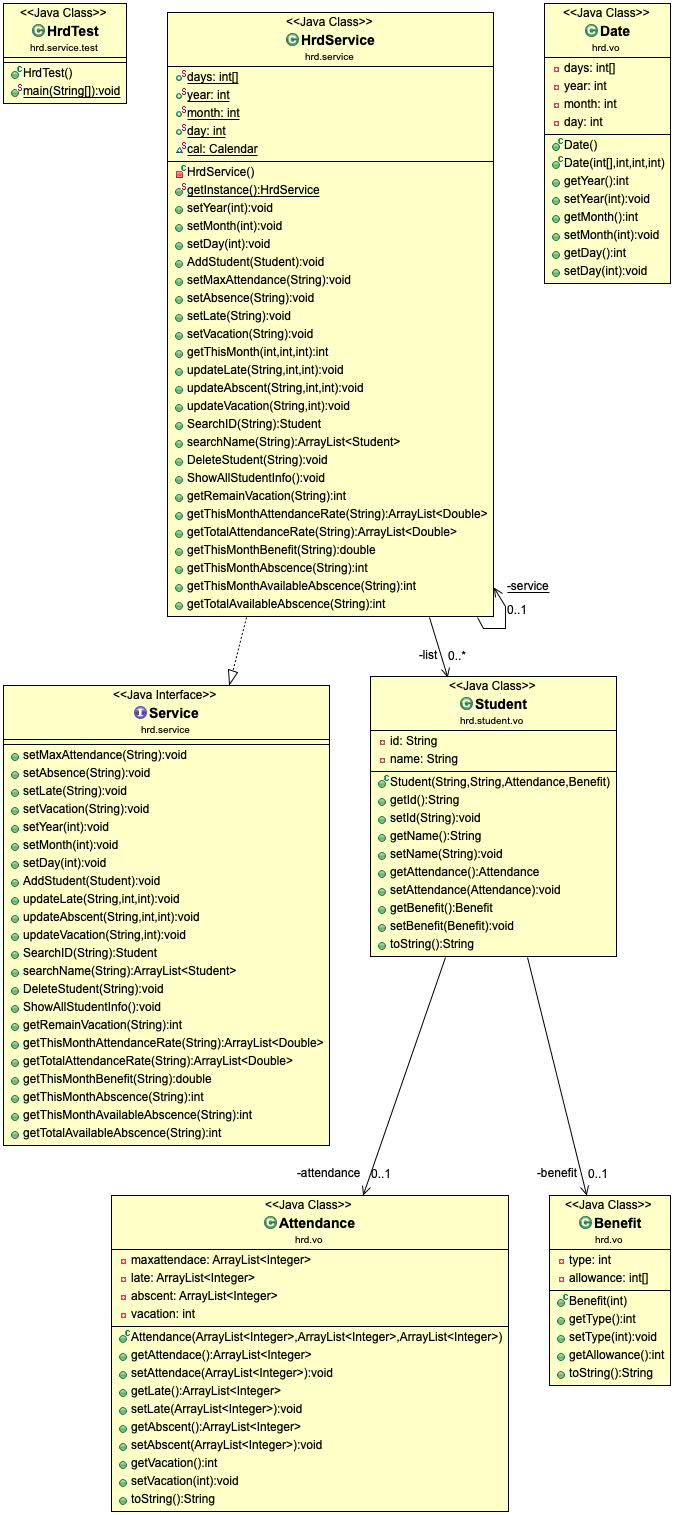 <<Java Class>>
HrdTest
hrd.service.test
HrdTest()
main(String[]):void
<<Java Class>>
HrdService
hrd.service
days: int[]
year: int
month: int
day: int
cal: Calendar
HrdService()
getInstance():HrdService
setYear(int):void
setMonth(int):void
setDay(int):void
AddStudent(Student):void
setMaxAttendance(String):void
setAbsence(String):void
setLate(String):void
setVacation(String):void
getThisMonth(int,int,int):int
updateLate(String,int,int):void
updateAbscent(String,int,int):void
updateVacation(String,int):void
SearchID(String):Student
searchName(String):ArrayList<Student>
DeleteStudent(String):void
ShowAllStudentInfo():void
getRemainVacation(String):int
getThisMonthAttendanceRate(String):ArrayList<Double>
getTotalAttendanceRate(String):ArrayList<Double>
getThisMonthBenefit(String):double
getThisMonthAbscence(String):int
getThisMonthAvailableAbscence(String):int
getTotalAvailableAbscence(String):int
<<Java Class>>
Date
hrd.vo
days: int[]
year: int
month: int
day: int
Date()
Date(int[],int,int,int)
getYear():int
setYear(int):void
getMonth():int
setMonth(int):void
getDay():int
setDay(int):void
-service
0..1
-list 0..*
<<Java Interface>>
Service
hrd.service
setMaxAttendance(String):void
setAbsence(String):void
setLate(String):void
setVacation(String):void
setYear(int):void
setMonth(int):void
setDay(int):void
AddStudent(Student):void
updateLate(String,int,int):void
updateAbscent(String,int,int):void
updateVacation(String,int):void
SearchID(String):Student
searchName(String):ArrayList<Student>
DeleteStudent(String):void
ShowAllStudentInfo():void
getRemainVacation(String):int
getThisMonthAttendanceRate(String):ArrayList<Double>
getTotalAttendanceRate(String):ArrayList<Double>
getThisMonthBenefit(String):double
getThisMonthAbscence(String):int
getThisMonthAvailableAbscence(String):int
getTotalAvailableAbscence(String):int
<<Java Class>>
Student
hrd.student.vo
id: String
name: String
Student(String,String,Attendance,Benefit)
getId():String
setId(String):void
getName():String
setName(String):void
getAttendance():Attendance
setAttendance(Attendance):void
getBenefit():Benefit
setBenefit(Benefit):void
toString():String
-attendance 0..1
-benefit 0..1
<<Java Class>>
Attendance
hrd.vo
maxattendace: ArrayList<Integer>
late: ArrayList<Integer>
abscent: ArrayList<Integer>
vacation: int
Attendance(ArrayList<Integer>,ArrayList<Integer>,ArrayList<Integer>)
getAttendace():ArrayList<Integer>
setAttendace(ArrayList<Integer>):void
getLate():ArrayList<Integer>
setLate(ArrayList<Integer>):void
getAbscent():ArrayList<Integer>
setAbscent(ArrayList<Integer>):void
getVacation():int
setVacation(int):void
toString():String
<<Java Class>>
Benefit
hrd.vo
type: int
allowance: int[]
Benefit(int)
getType():int
setType(int):void
getAllowance():int
toString():String